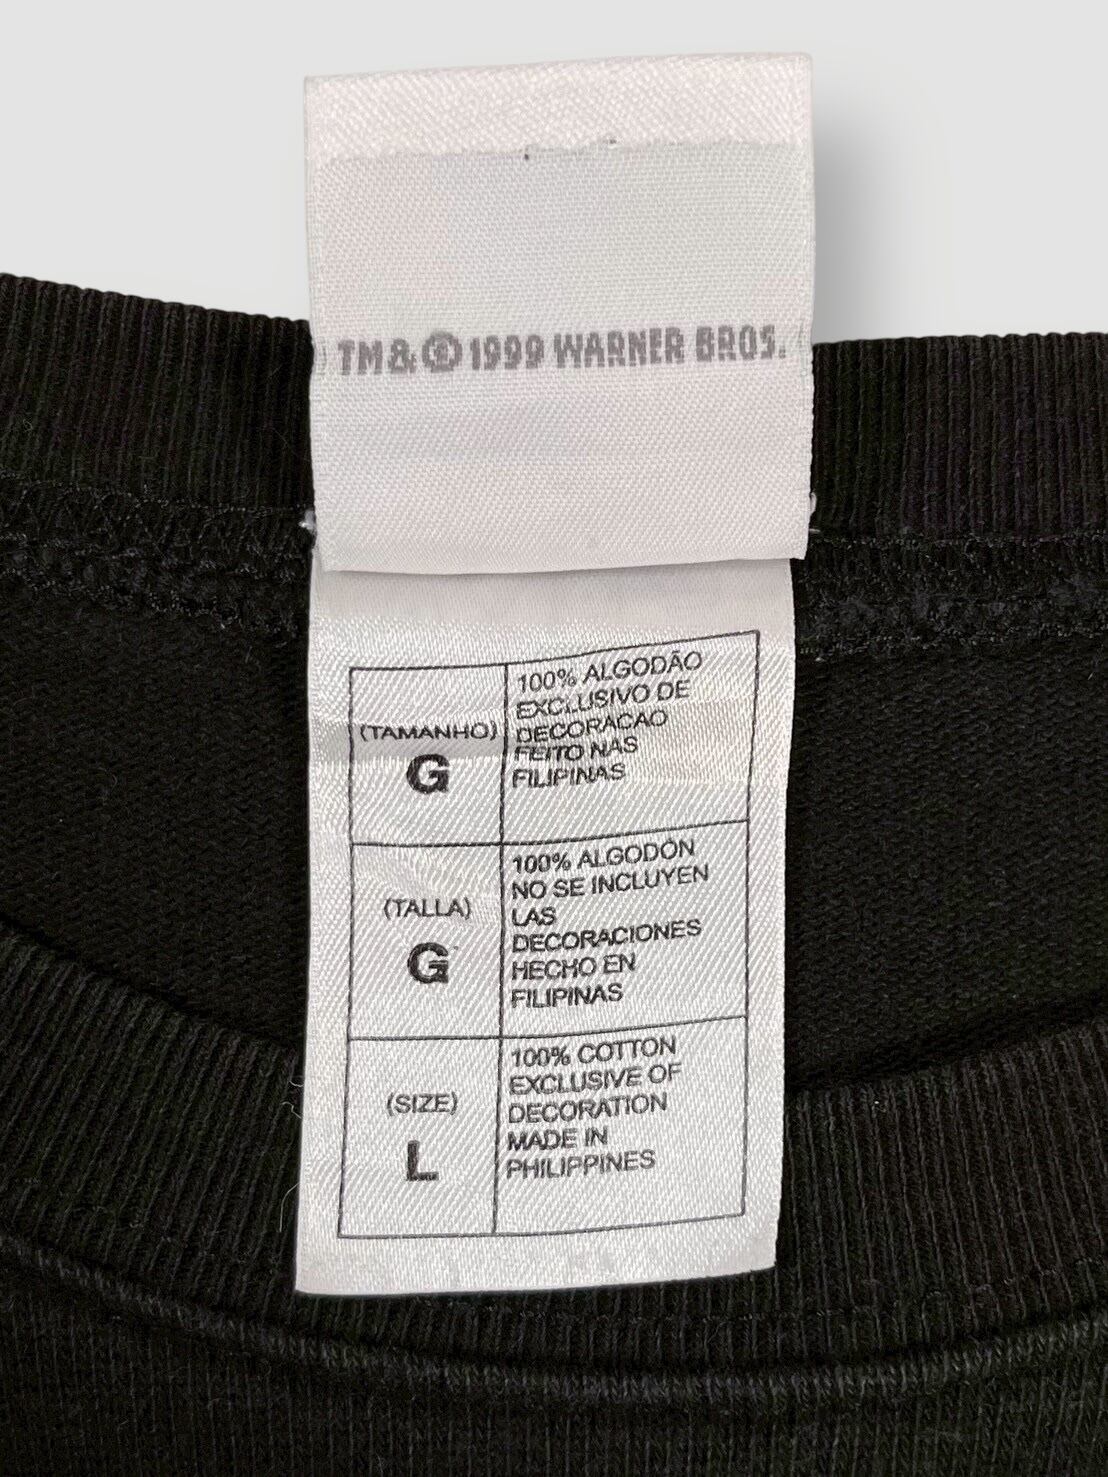 TM & © 1999 WARNER BROS.
(TAMANHO)
G
100% ALGODÃO
EXCLUSIVO DE
DECORACAO
FEITO NAS
FILIPINAS
(TALLA)
G
100% ALGODÓN
NO SE INCLUYEN
LAS
DECORACIONES
HECHO EN
FILIPINAS
(SIZE)
L
100% COTTON
EXCLUSIVE OF
DECORATION
MADE IN
PHILIPPINES